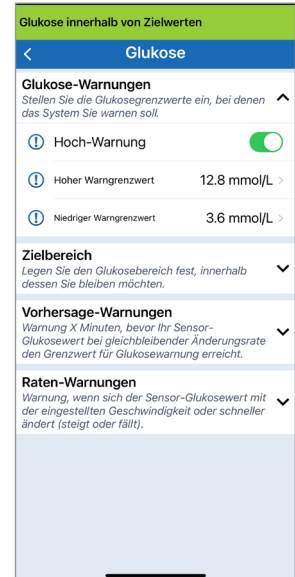 Glukose innerhalb von Zielwerten
Glukose
Glukose-Warnungen
Stellen Sie die Glukosegrenzwerte ein, bei denen
das System Sie warnen soll.
Hoch-Warnung
Hoher Warngrenzwert 12.8 mmol/L
Niedriger Warngrenzwert 3.6 mmol/L
Zielbereich
Legen Sie den Glukosebereich fest, innerhalb
dessen Sie bleiben möchten.
Vorhersage-Warnungen
Warnung X Minuten, bevor Ihr Sensor-
Glukosewert bei gleichbleibender Änderungsrate
den Grenzwert für Glukosewarnung erreicht.
Raten-Warnungen
Warnung, wenn sich der Sensor-Glukosewert mit
der eingestellten Geschwindigkeit oder schneller
ändert (steigt oder fällt).